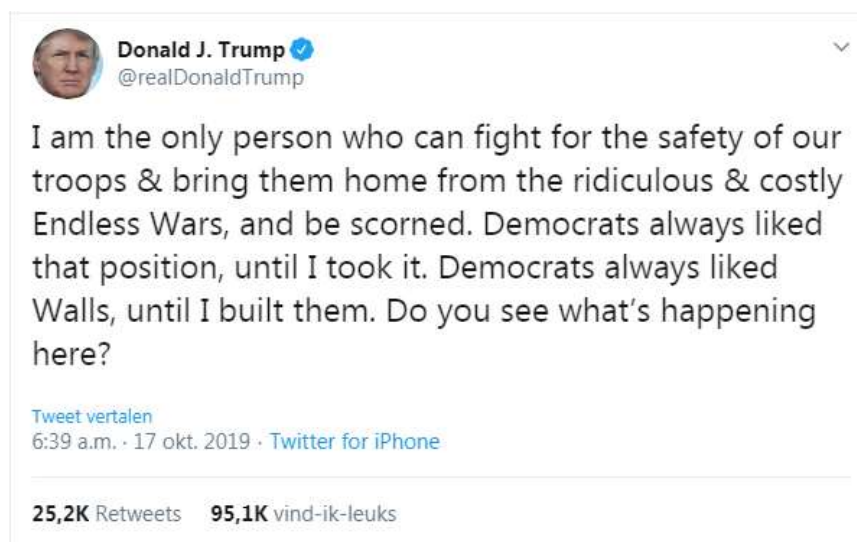 Donald J. Trump
@realDonaldTrump
I am the only person who can fight for the safety of our
troops & bring them home from the ridiculous & costly
Endless Wars, and be scorned. Democrats always liked
that position, until I took it. Democrats always liked
Walls, until I built them. Do you see what's happening
here?
Tweet vertalen
6:39 a.m. · 17 okt. 2019 · Twitter for iPhone
25,2K Retweets 95,1K vind-ik-leuks